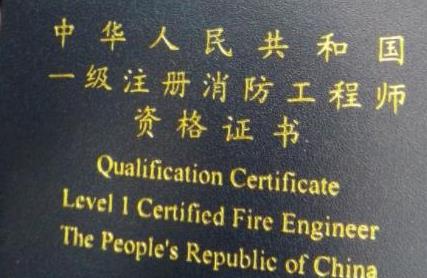 中华人民共和国
一级注册消防工程师
资格证书
Qualification Certificate
Level 1 Certified Fire Engineer
The People's Republic of China